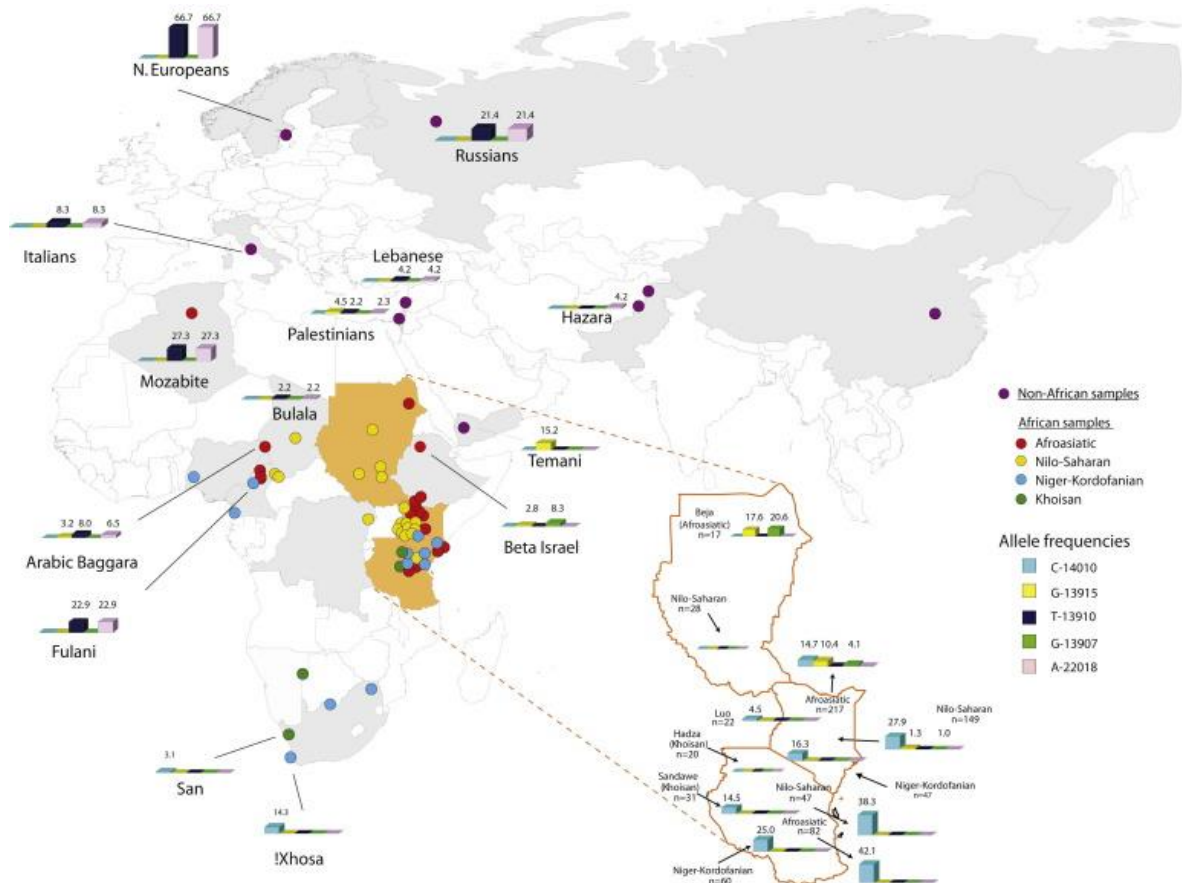 66.7 66.7
N. Europeans
21.4 21.4
Russians
8.3 8.3
Italians
Lebanese
4.2 4.2
4.5 2.2 2.3
Palestinians
4.2
Hazara
27.3 27.3
Mozabite
2.2 2.2
Bulala
15.2
Temani
3.2 8.0 6.5
Arabic Baggara
2.8 8.3
Beta Israel
22.9 22.9
Fulani
3.1
San
14.3
!Xhosa
Non-African samples
African samples
Afroasiatic
Nilo-Saharan
Niger-Kordofanian
Khoisan
Allele frequencies
C-14010
G-13915
T-13910
G-13907
A-22018
Beja
(Afroasiatic)
n=17
17.6 20.6
Nilo-Saharan
n=28
14.7 10.4 4.1
Afroasiatic
n=217
Luo
n=22
4.5
Nilo-Saharan
n=149
27.9 1.3 1.0
Hadza
(Khoisan)
n=20
16.3
Niger-Kordofanian
n=47
Sandawe
(Khoisan)
n=31
14.5
Nilo-Saharan
n=47
38.3
Afroasiatic
n=82
42.1
25.0
Niger-Kordofanian
n=60